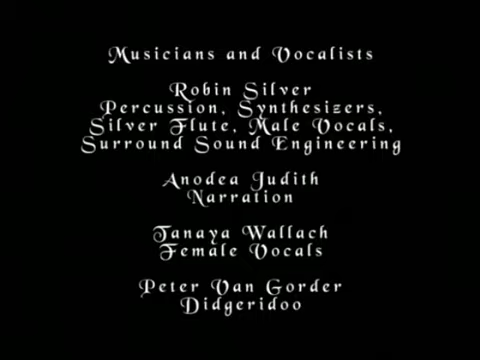 Musicians and Vocalists
Robin Silver
Percussion, Synthesizers,
Silver Flute, Male Vocals,
Surround Sound Engineering
Anodea Judith
Narration
Tanaya Wallach
Female Vocals
Peter Van Gorder
Didgeridoo